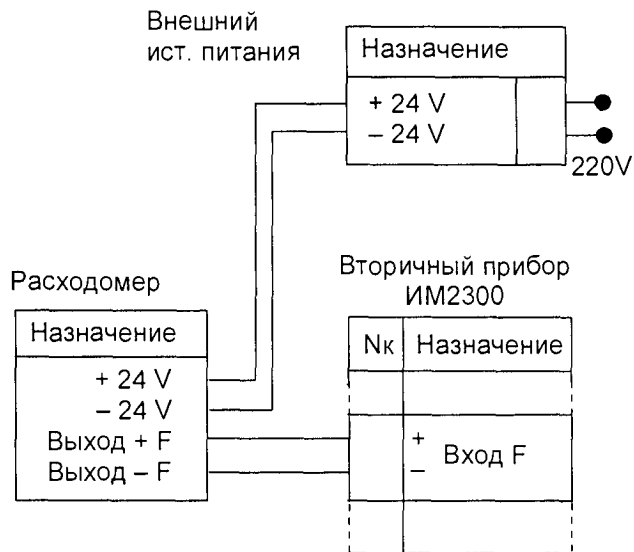 Внешний
ист. питания
Назначение
+ 24 V
– 24 V
220V
Расходомер
Назначение
+ 24 V
– 24 V
Выход + F
Выход – F
Вторичный прибор
ИМ2300
Nк Назначение
+
–
Вход F